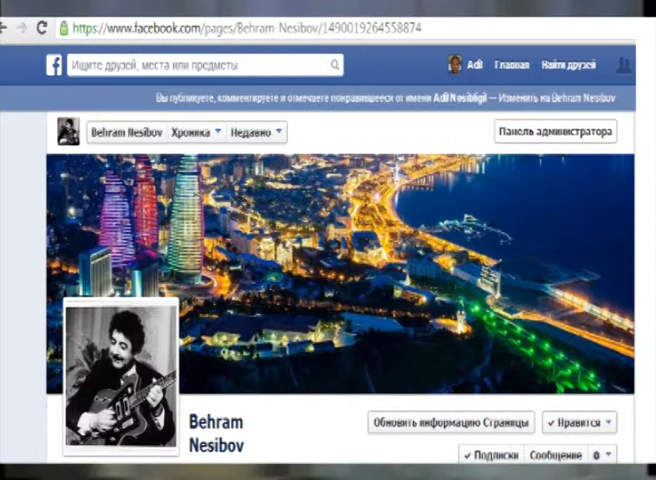 https://www.facebook.com/pages/Behram-Nesibov/1490019264558874
f Ищите друзей, места или предметы Adil Главная Найти друзей
Вы публикуете, комментируете и отмечаете понравившееся от имени Adil Nesibligil — Изменить на Behram Nesibov
Behram Nesibov Хроника Недавно Панель администратора
Behram
Nesibov
Обновить информацию Страницы ✓ Нравится
✓ Подписки Сообщение